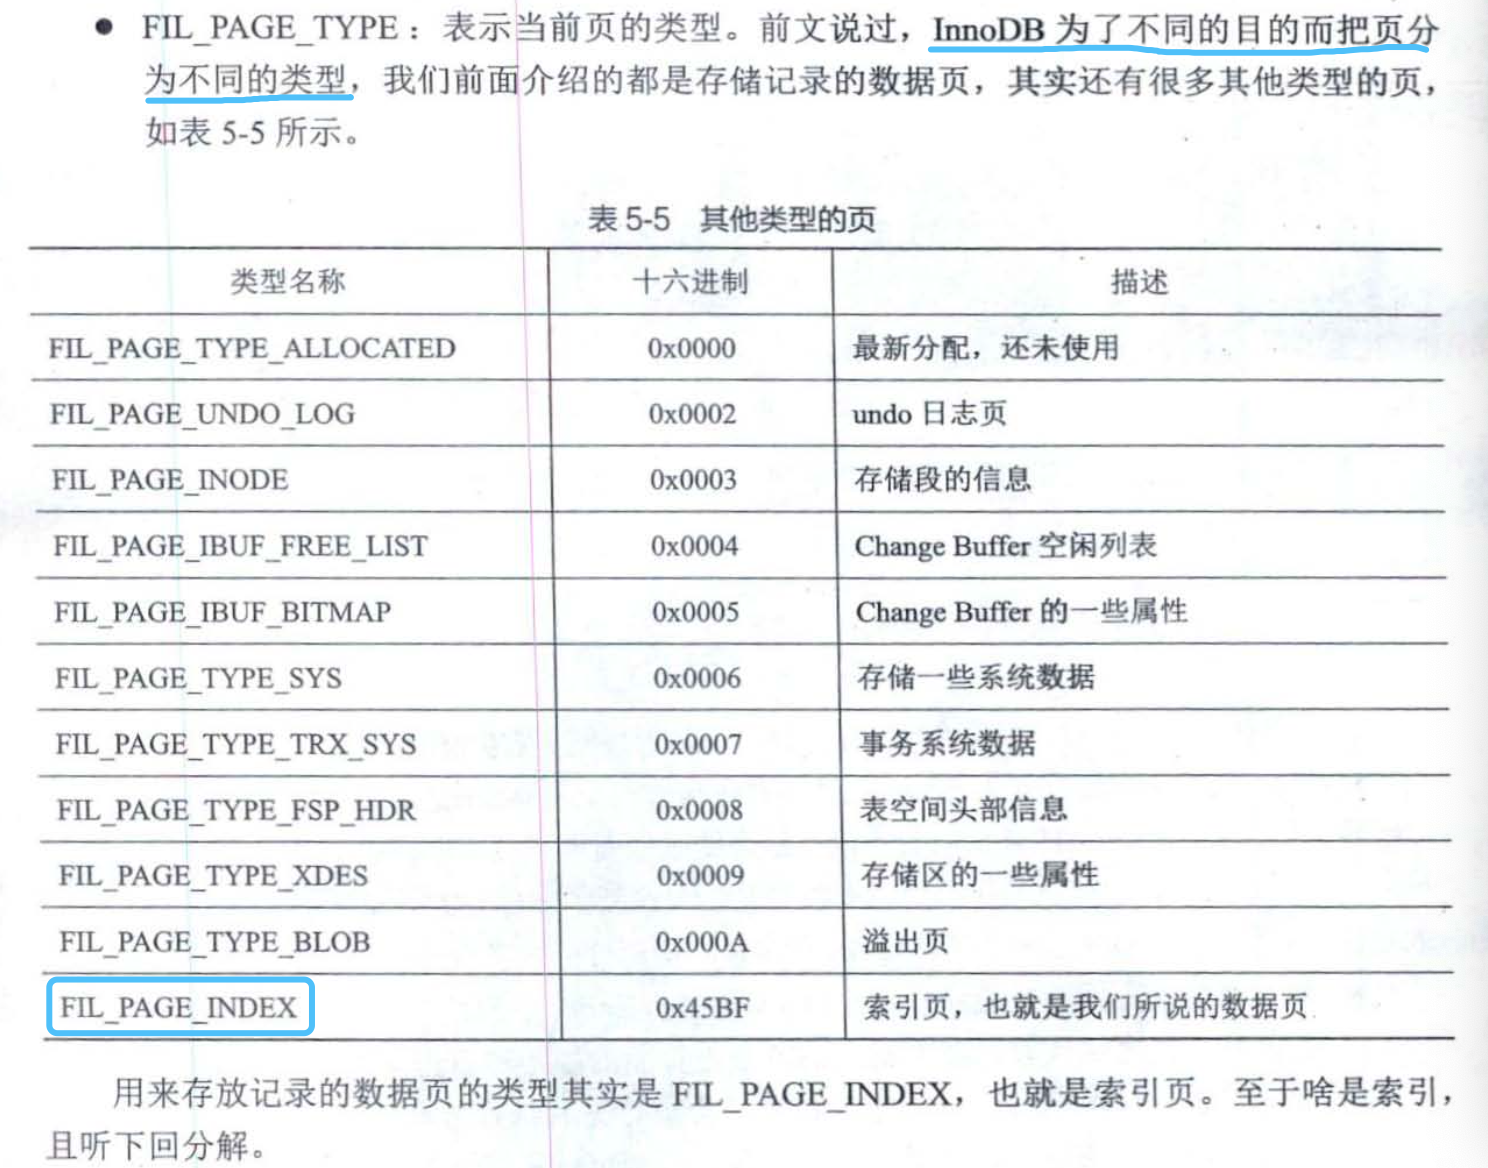 ● FIL_PAGE_TYPE：表示当前页的类型。前文说过，InnoDB 为了不同的目的而把页分
为不同的类型，我们前面介绍的都是存储记录的数据页，其实还有很多其他类型的页，
如表 5-5 所示。
表 5-5 其他类型的页
类型名称 十六进制 描述
FIL_PAGE_TYPE_ALLOCATED 0x0000 最新分配，还未使用
FIL_PAGE_UNDO_LOG 0x0002 undo 日志页
FIL_PAGE_INODE 0x0003 存储段的信息
FIL_PAGE_IBUF_FREE_LIST 0x0004 Change Buffer 空闲列表
FIL_PAGE_IBUF_BITMAP 0x0005 Change Buffer 的一些属性
FIL_PAGE_TYPE_SYS 0x0006 存储一些系统数据
FIL_PAGE_TYPE_TRX_SYS 0x0007 事务系统数据
FIL_PAGE_TYPE_FSP_HDR 0x0008 表空间头部信息
FIL_PAGE_TYPE_XDES 0x0009 存储区的一些属性
FIL_PAGE_TYPE_BLOB 0x000A 溢出页
FIL_PAGE_INDEX 0x45BF 索引页，也就是我们所说的数据页
用来存放记录的数据页的类型其实是 FIL_PAGE_INDEX，也就是索引页。至于啥是索引，
且听下回分解。